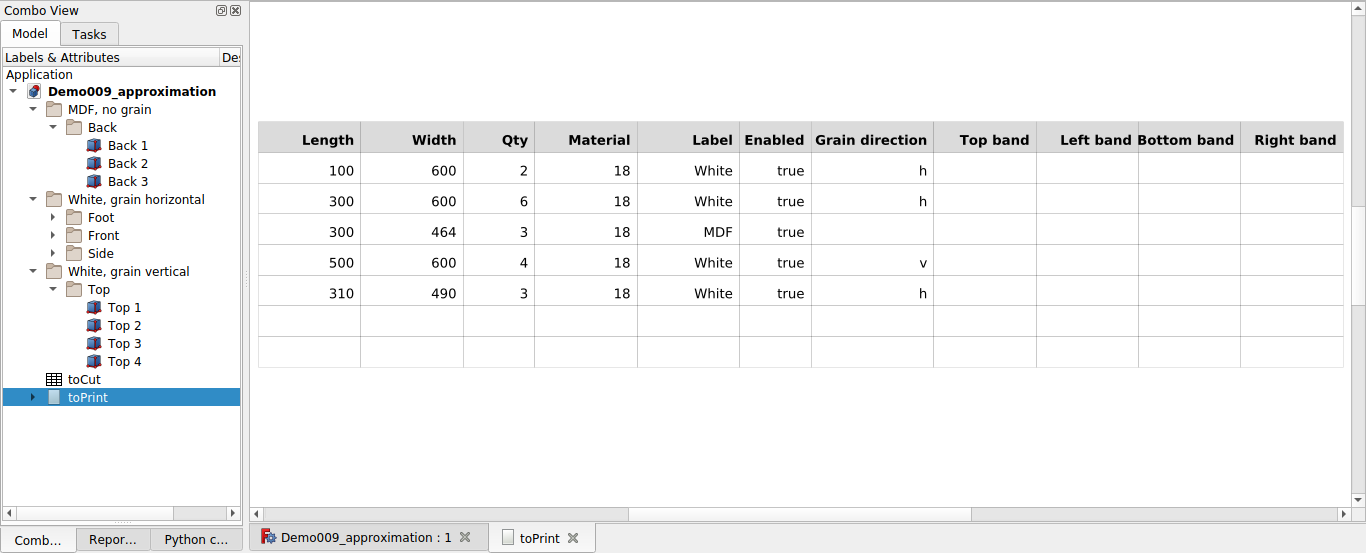 Combo View
Model Tasks
Labels & Attributes Des
Application
Demo009_approximation
MDF, no grain
Back
Back 1
Back 2
Back 3
White, grain horizontal
Foot
Front
Side
White, grain vertical
Top
Top 1
Top 2
Top 3
Top 4
toCut
toPrint
Comb... Repor... Python c...
Length Width Qty Material Label Enabled Grain direction Top band Left band Bottom band Right band
100 600 2 18 White true h
300 600 6 18 White true h
300 464 3 18 MDF true
500 600 4 18 White true v
310 490 3 18 White true h
Demo009_approximation : 1 toPrint